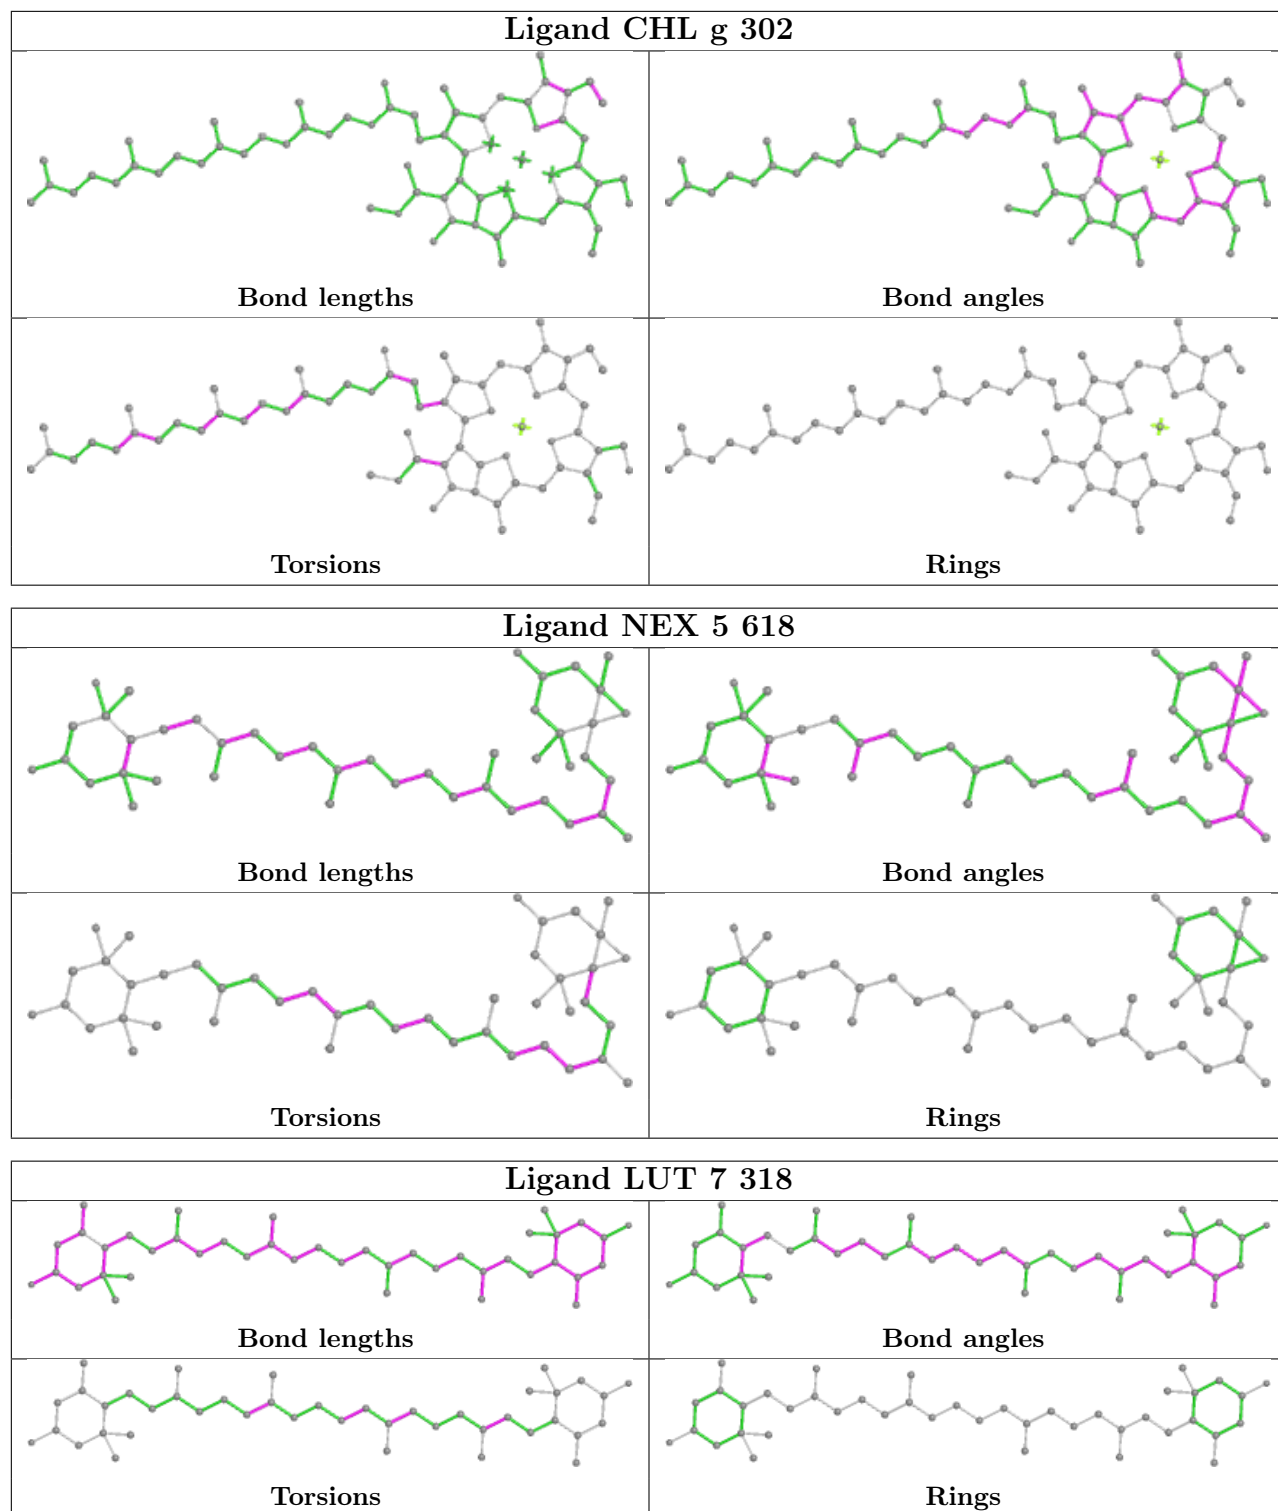 Ligand CHL g 302
Bond lengths
Bond angles
Torsions
Rings
Ligand NEX 5 618
Bond lengths
Bond angles
Torsions
Rings
Ligand LUT 7 318
Bond lengths
Bond angles
Torsions
Rings